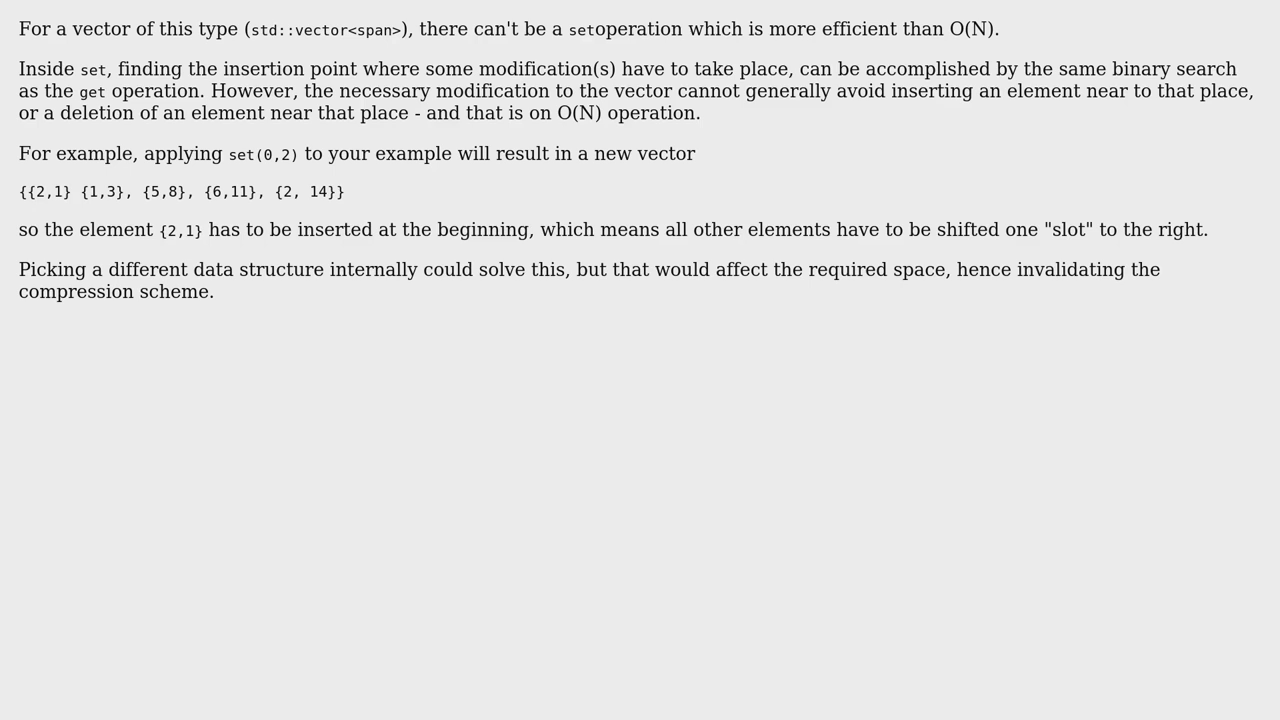 For a vector of this type (std::vector<span>), there can't be a setoperation which is more efficient than O(N).
Inside set, finding the insertion point where some modification(s) have to take place, can be accomplished by the same binary search
as the get operation. However, the necessary modification to the vector cannot generally avoid inserting an element near to that place,
or a deletion of an element near that place - and that is on O(N) operation.
For example, applying set(0,2) to your example will result in a new vector
{{2,1} {1,3}, {5,8}, {6,11}, {2, 14}}
so the element {2,1} has to be inserted at the beginning, which means all other elements have to be shifted one "slot" to the right.
Picking a different data structure internally could solve this, but that would affect the required space, hence invalidating the
compression scheme.